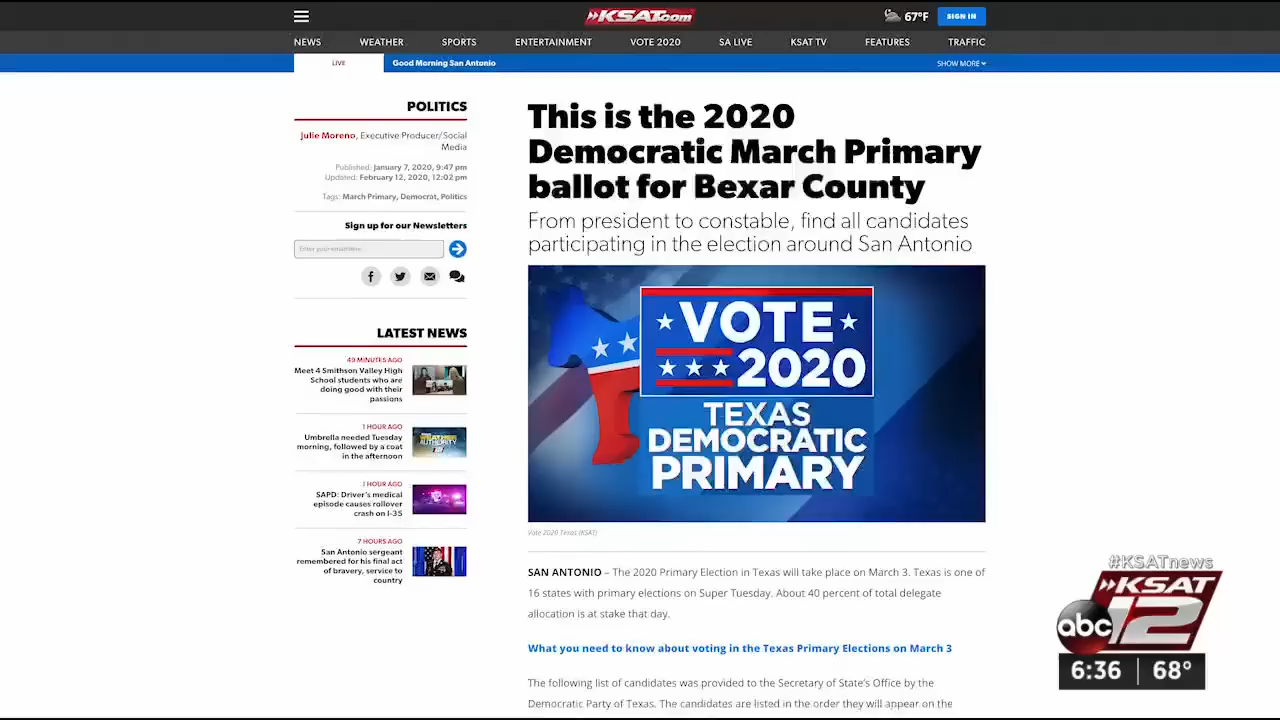 KSAT.com
67°F
SIGN IN
NEWS WEATHER SPORTS ENTERTAINMENT VOTE 2020 SA LIVE KSAT TV FEATURES TRAFFIC
LIVE Good Morning San Antonio SHOW MORE
POLITICS
Julie Moreno, Executive Producer/Social
Media
Published: January 7, 2020, 9:47 pm
Updated: February 12, 2020, 12:02 pm
Tags: March Primary, Democrat, Politics
Sign up for our Newsletters
Enter your email here...
LATEST NEWS
49 MINUTES AGO
Meet 4 Smithson Valley High
School students who are
doing good with their
passions
1 HOUR AGO
Umbrella needed Tuesday
morning, followed by a coat
in the afternoon
1 HOUR AGO
SAPD: Driver's medical
episode causes rollover
crash on I-35
7 HOURS AGO
San Antonio sergeant
remembered for his final act
of bravery, service to
country
This is the 2020
Democratic March Primary
ballot for Bexar County
From president to constable, find all candidates
participating in the election around San Antonio
VOTE
2020
TEXAS
DEMOCRATIC
PRIMARY
Vote 2020 Texas (KSAT)
SAN ANTONIO – The 2020 Primary Election in Texas will take place on March 3. Texas is one of
16 states with primary elections on Super Tuesday. About 40 percent of total delegate
allocation is at stake that day.
What you need to know about voting in the Texas Primary Elections on March 3
The following list of candidates was provided to the Secretary of State's Office by the
Democratic Party of Texas. The candidates are listed in the order they will appear on the
#KSATnews
KSAT
abc 12
6:36 68°